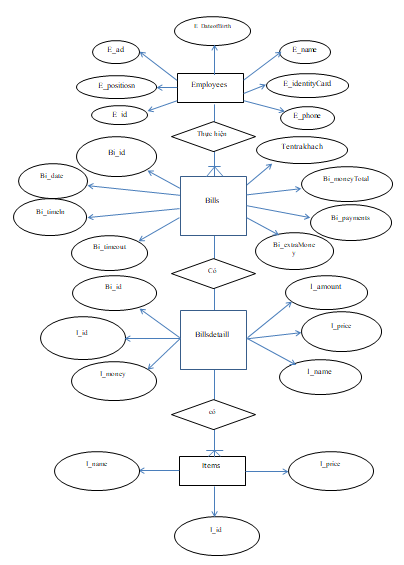 E_DateofBirth
E_ad
E_name
E_positiosn
Employees
E_identityCard
E_id
E_phone
Thực hiện
Bi_id
Tentrakhach
Bi_date
Bi_moneyTotal
Bi_timeIn
Bills
Bi_payments
Bi_timeout
Bi_extraMone
y
Có
Bi_id
I_amount
I_id
Billsdetaill
I_price
I_money
I_name
có
I_name
Items
I_price
I_id